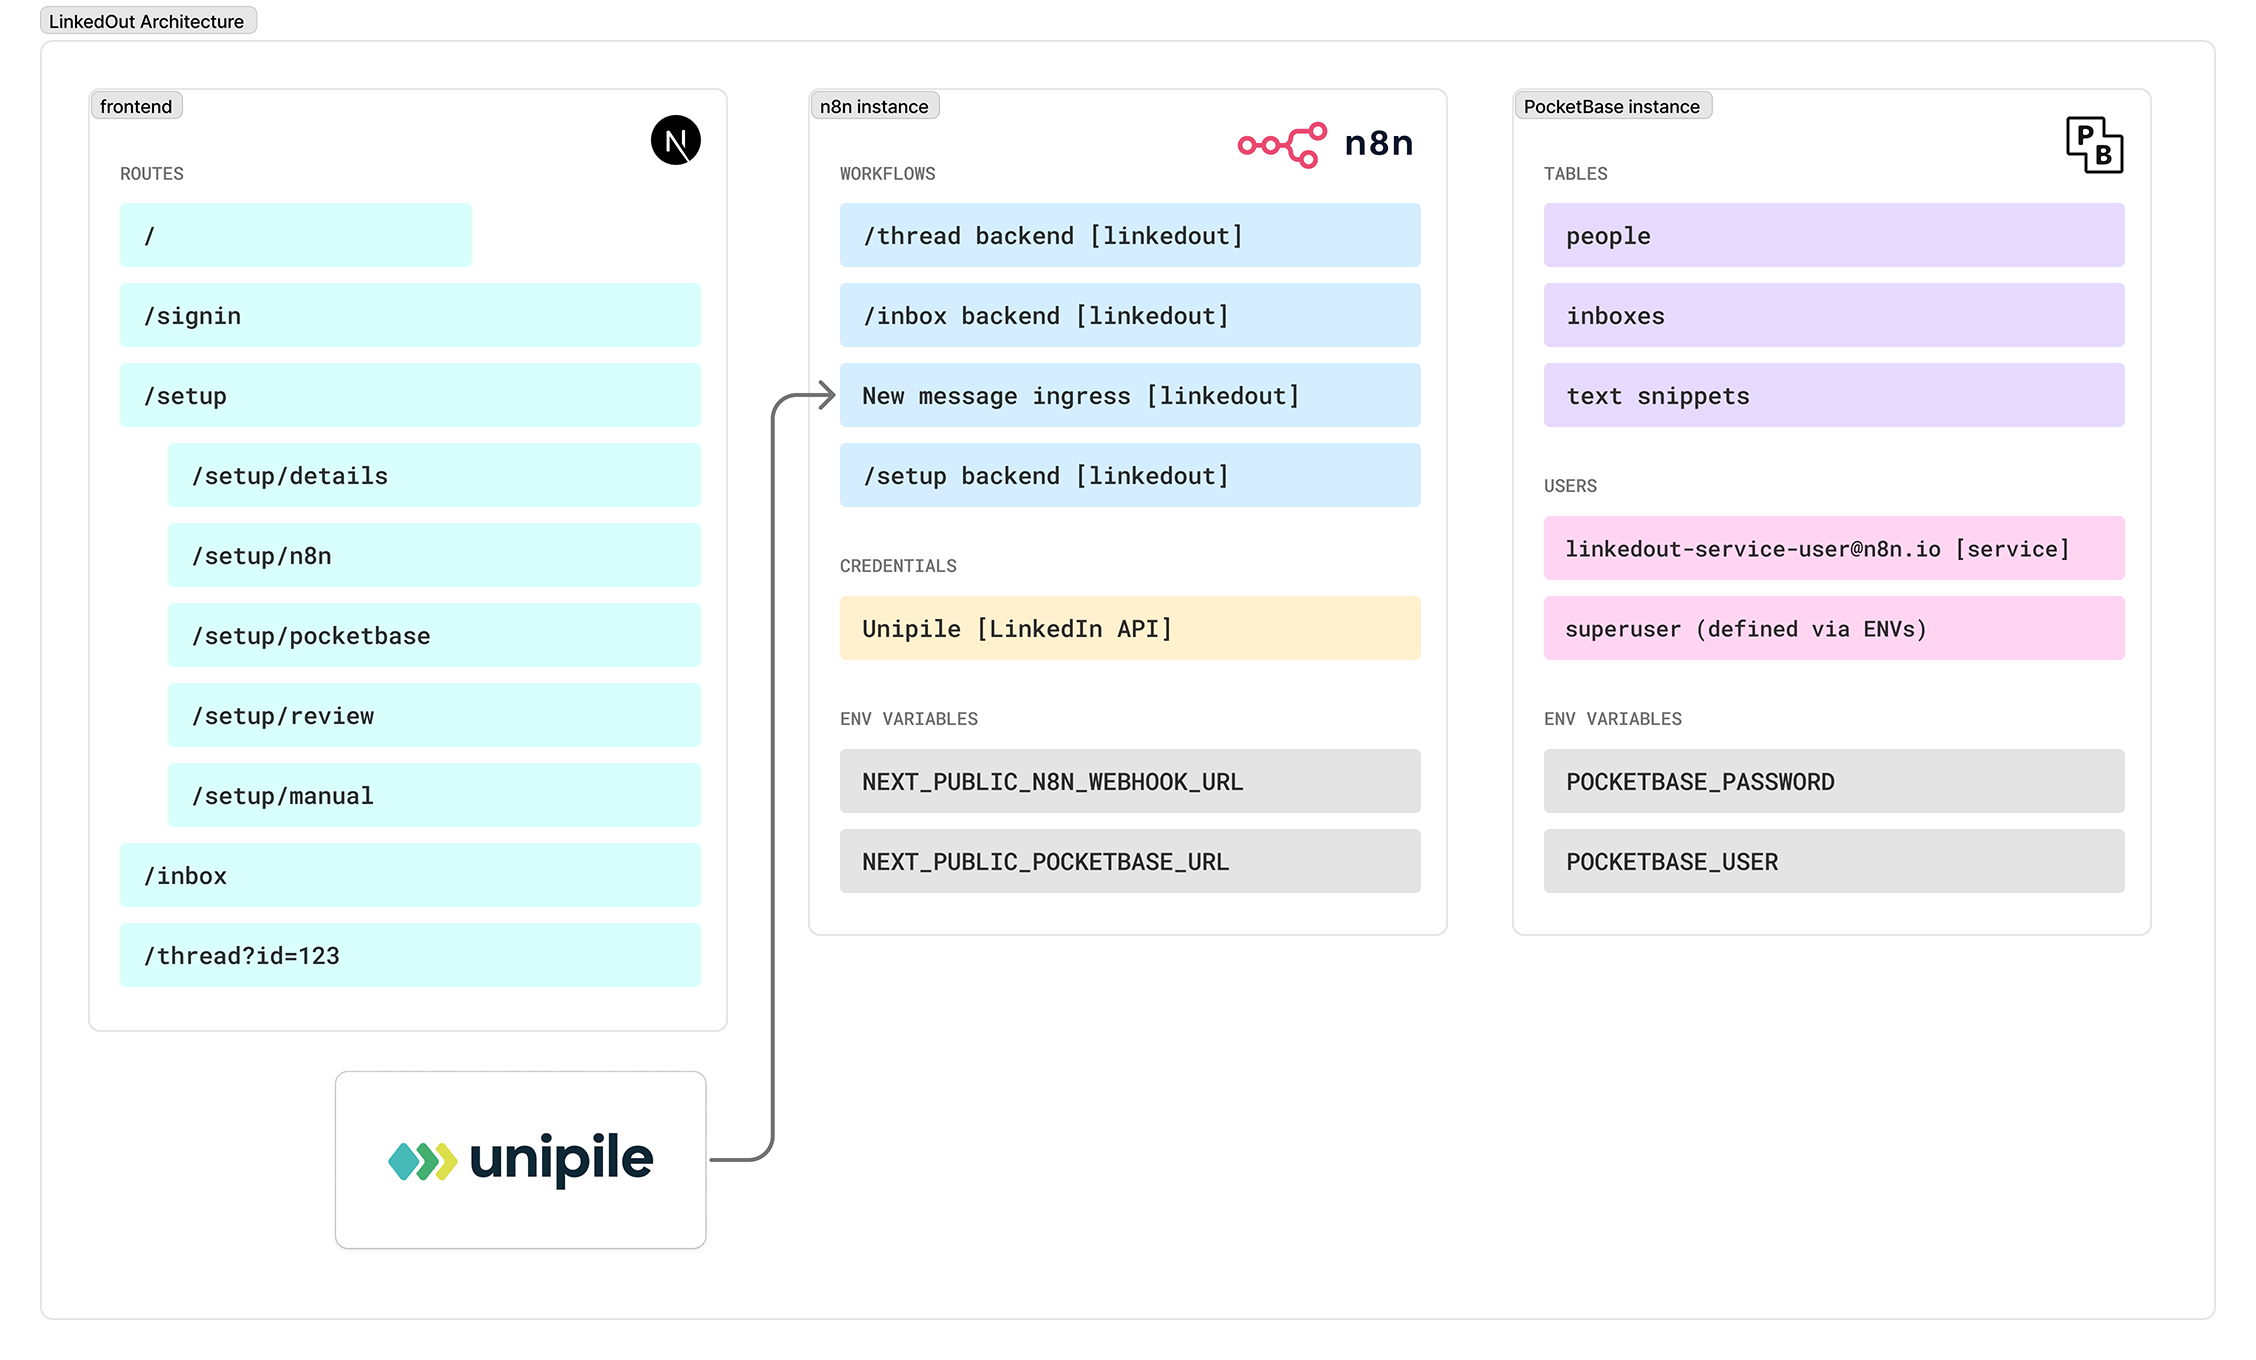 LinkedOut Architecture
frontend
N
ROUTES
/
/signin
/setup
/setup/details
/setup/n8n
/setup/pocketbase
/setup/review
/setup/manual
/inbox
/thread?id=123
unipile
n8n instance
n8n
WORKFLOWS
/thread backend [linkedout]
/inbox backend [linkedout]
New message ingress [linkedout]
/setup backend [linkedout]
CREDENTIALS
Unipile [LinkedIn API]
ENV VARIABLES
NEXT_PUBLIC_N8N_WEBHOOK_URL
NEXT_PUBLIC_POCKETBASE_URL
PocketBase instance
P
B
TABLES
people
inboxes
text snippets
USERS
linkedout-service-user@n8n.io [service]
superuser (defined via ENVs)
ENV VARIABLES
POCKETBASE_PASSWORD
POCKETBASE_USER